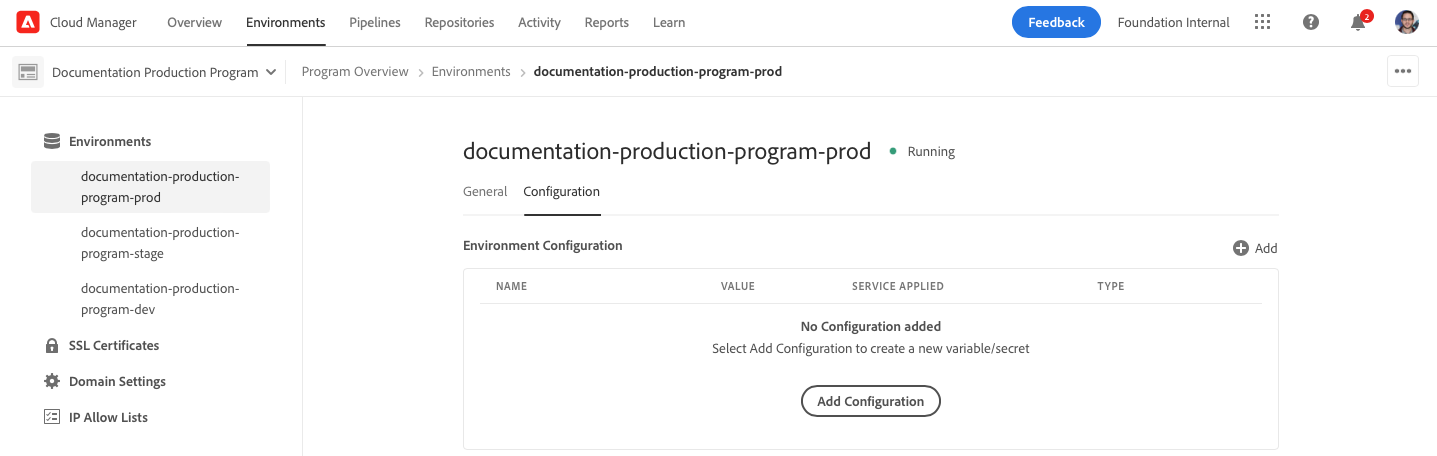 Cloud Manager Overview Environments Pipelines Repositories Activity Reports Learn Feedback Foundation Internal 2
Documentation Production Program Program Overview Environments documentation-production-program-prod
Environments
documentation-production-
program-prod
documentation-production-
program-stage
documentation-production-
program-dev
SSL Certificates
Domain Settings
IP Allow Lists
documentation-production-program-prod Running
General Configuration
Environment Configuration Add
NAME VALUE SERVICE APPLIED TYPE
No Configuration added
Select Add Configuration to create a new variable/secret
Add Configuration